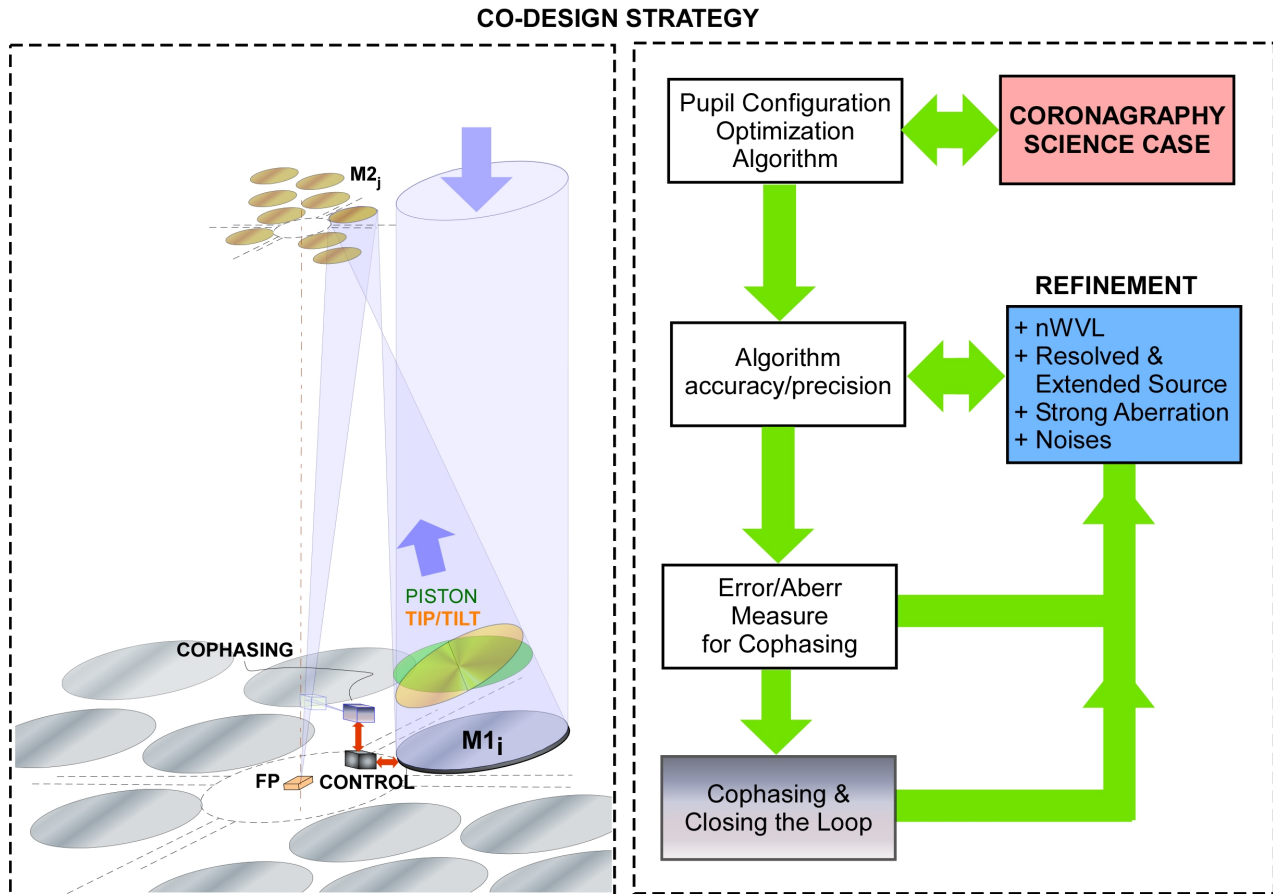 CO-DESIGN STRATEGY
M2j
PISTON
TIP/TILT
COPHASING
M1i
FP
CONTROL
Pupil Configuration
Optimization
Algorithm
CORONAGRAPHY
SCIENCE CASE
REFINEMENT
Algorithm
accuracy/precision
+ nWVL
+ Resolved &
Extended Source
+ Strong Aberration
+ Noises
Error/Aberr
Measure
for Cophasing
Cophasing &
Closing the Loop